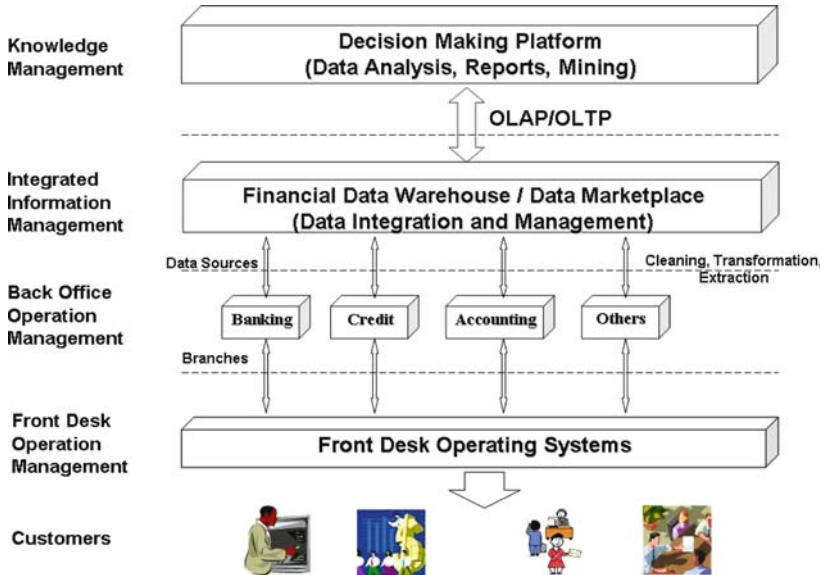 Knowledge
Management
Decision Making Platform
(Data Analysis, Reports, Mining)
OLAP/OLTP
Integrated
Information
Management
Financial Data Warehouse / Data Marketplace
(Data Integration and Management)
Data Sources
Cleaning, Transformation,
Extraction
Back Office
Operation
Management
Banking
Credit
Accounting
Others
Branches
Front Desk
Operation
Management
Front Desk Operating Systems
Customers